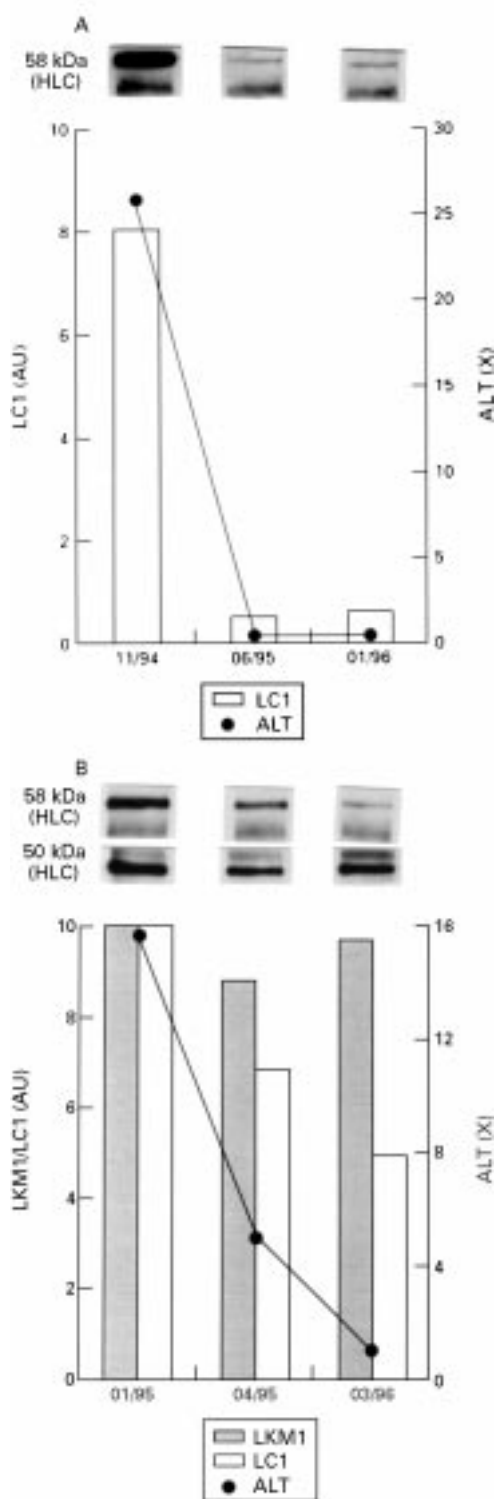 A
58 kDa
(HLC)
10
8
6
4
2
0
LC1 (AU)
30
25
20
15
10
5
0
ALT (X)
11/94
06/95
01/96
LC1
ALT
B
58 kDa
(HLC)
50 kDa
(HLC)
10
8
6
4
2
0
LKM1/LC1 (AU)
16
12
8
4
0
ALT (X)
01/95
04/95
03/96
LKM1
LC1
ALT